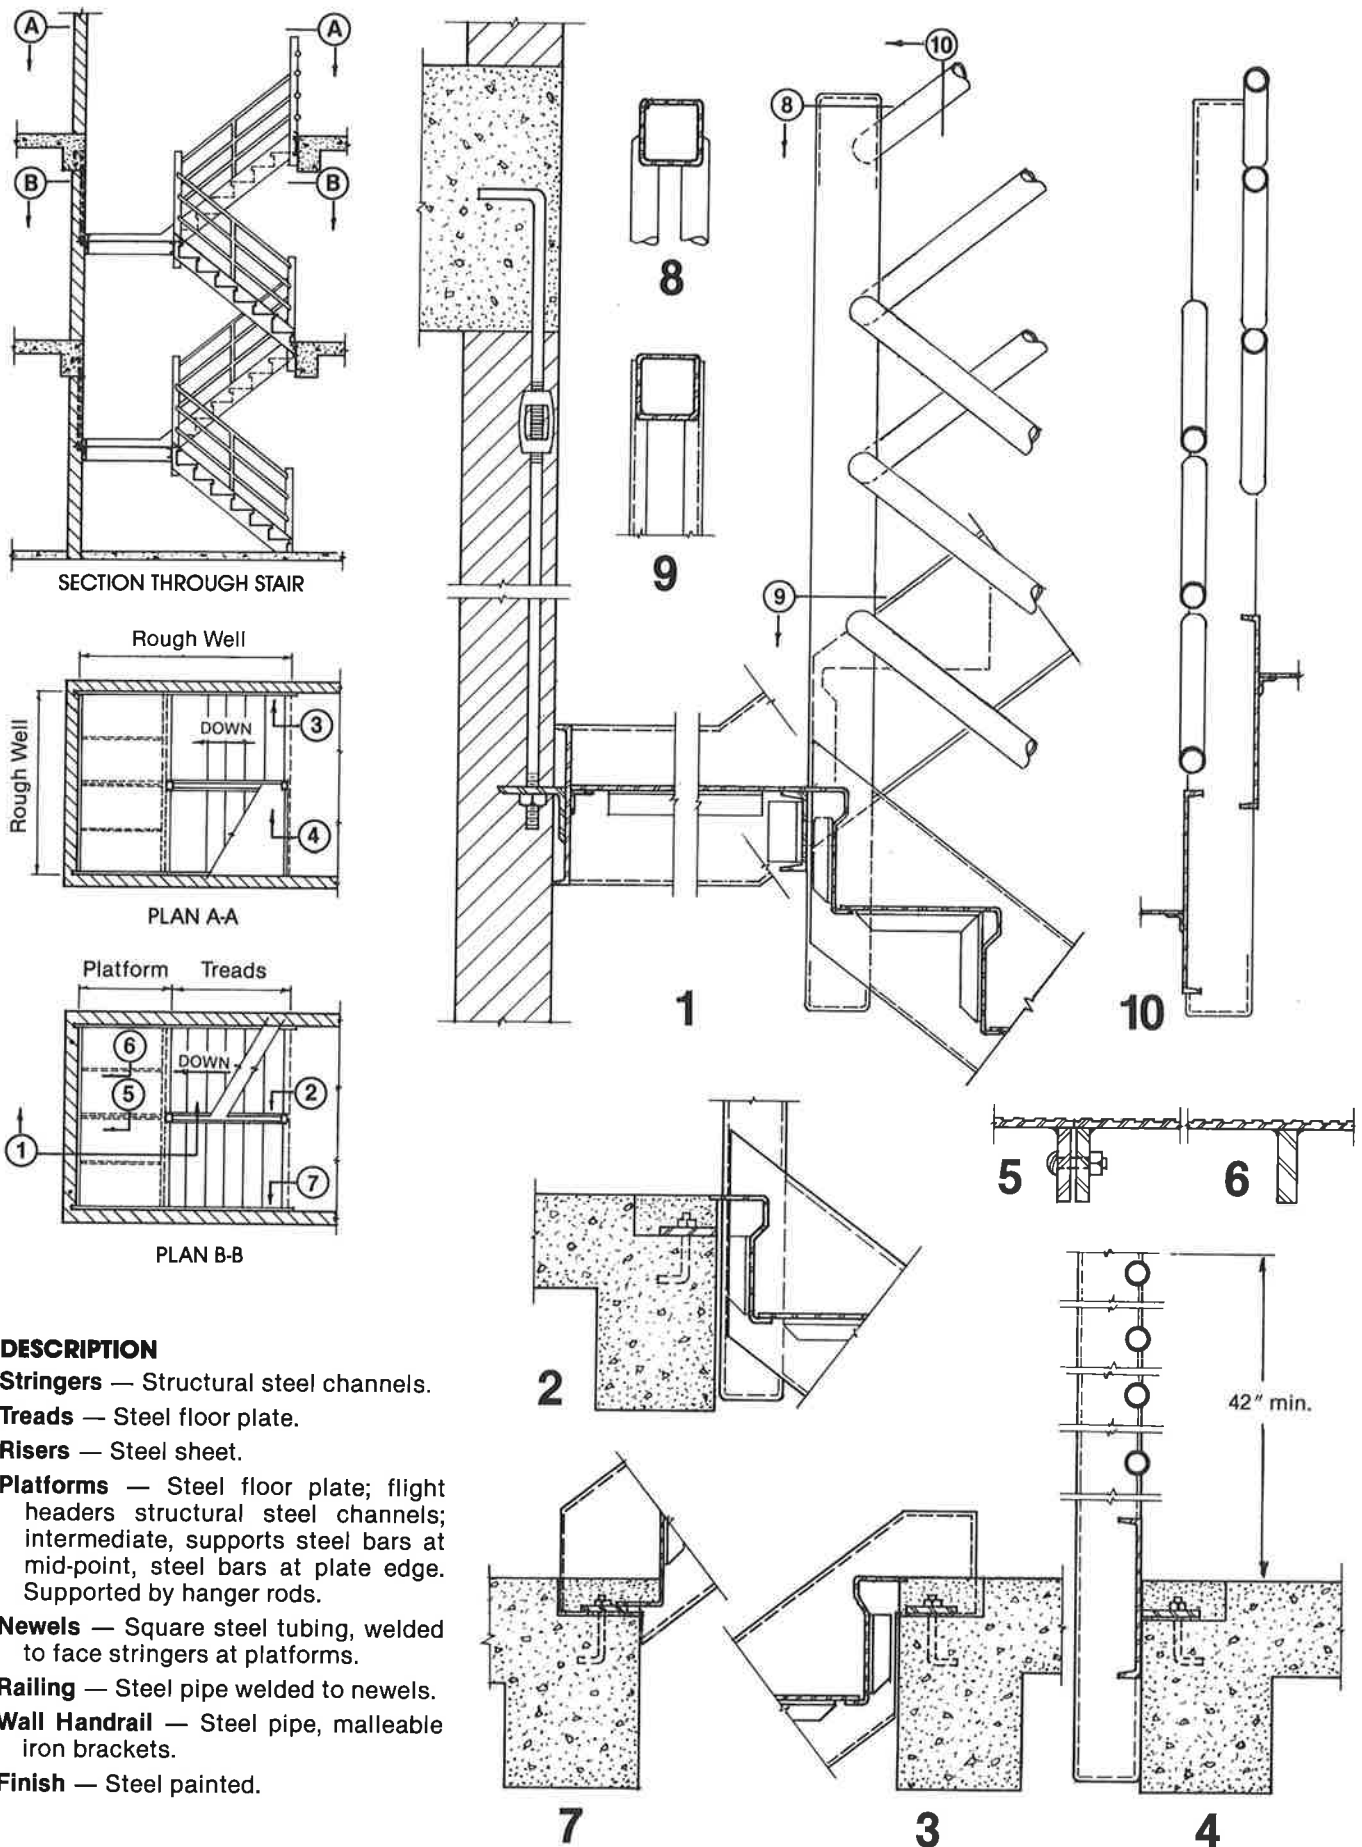 A
A
B
B
SECTION THROUGH STAIR
Rough Well
Rough Well
DOWN
3
4
PLAN A-A
Platform
Treads
6
5
DOWN
2
1
7
PLAN B-B
DESCRIPTION
Stringers — Structural steel channels.
Treads — Steel floor plate.
Risers — Steel sheet.
Platforms — Steel floor plate; flight
headers structural steel channels;
intermediate, supports steel bars at
mid-point, steel bars at plate edge.
Supported by hanger rods.
Newels — Square steel tubing, welded
to face stringers at platforms.
Railing — Steel pipe welded to newels.
Wall Handrail — Steel pipe, malleable
iron brackets.
Finish — Steel painted.
8
9
10
8
9
1
10
2
5
6
42" min.
7
3
4